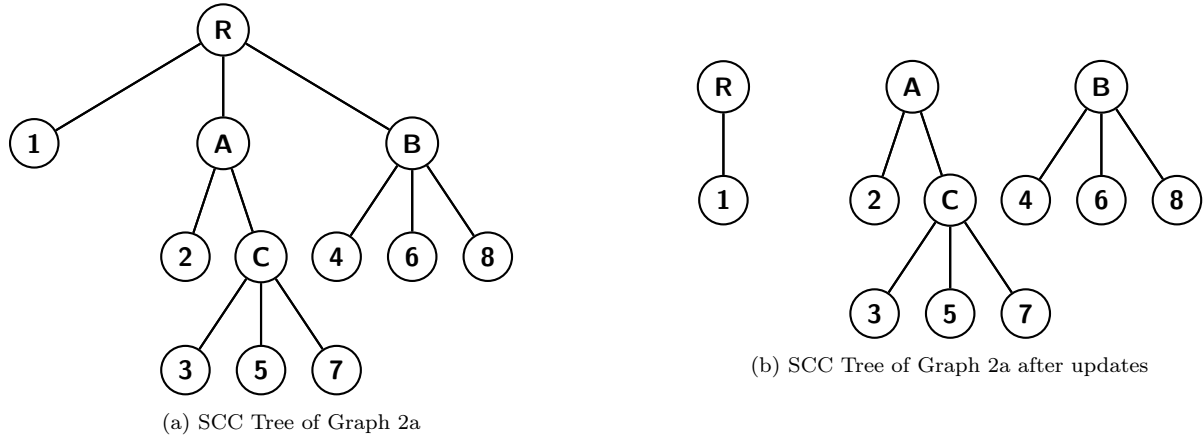 R
1 A B
2 C 4 6 8
3 5 7
(a) SCC Tree of Graph 2a
R A B
1 2 C 4 6 8
3 5 7
(b) SCC Tree of Graph 2a after updates